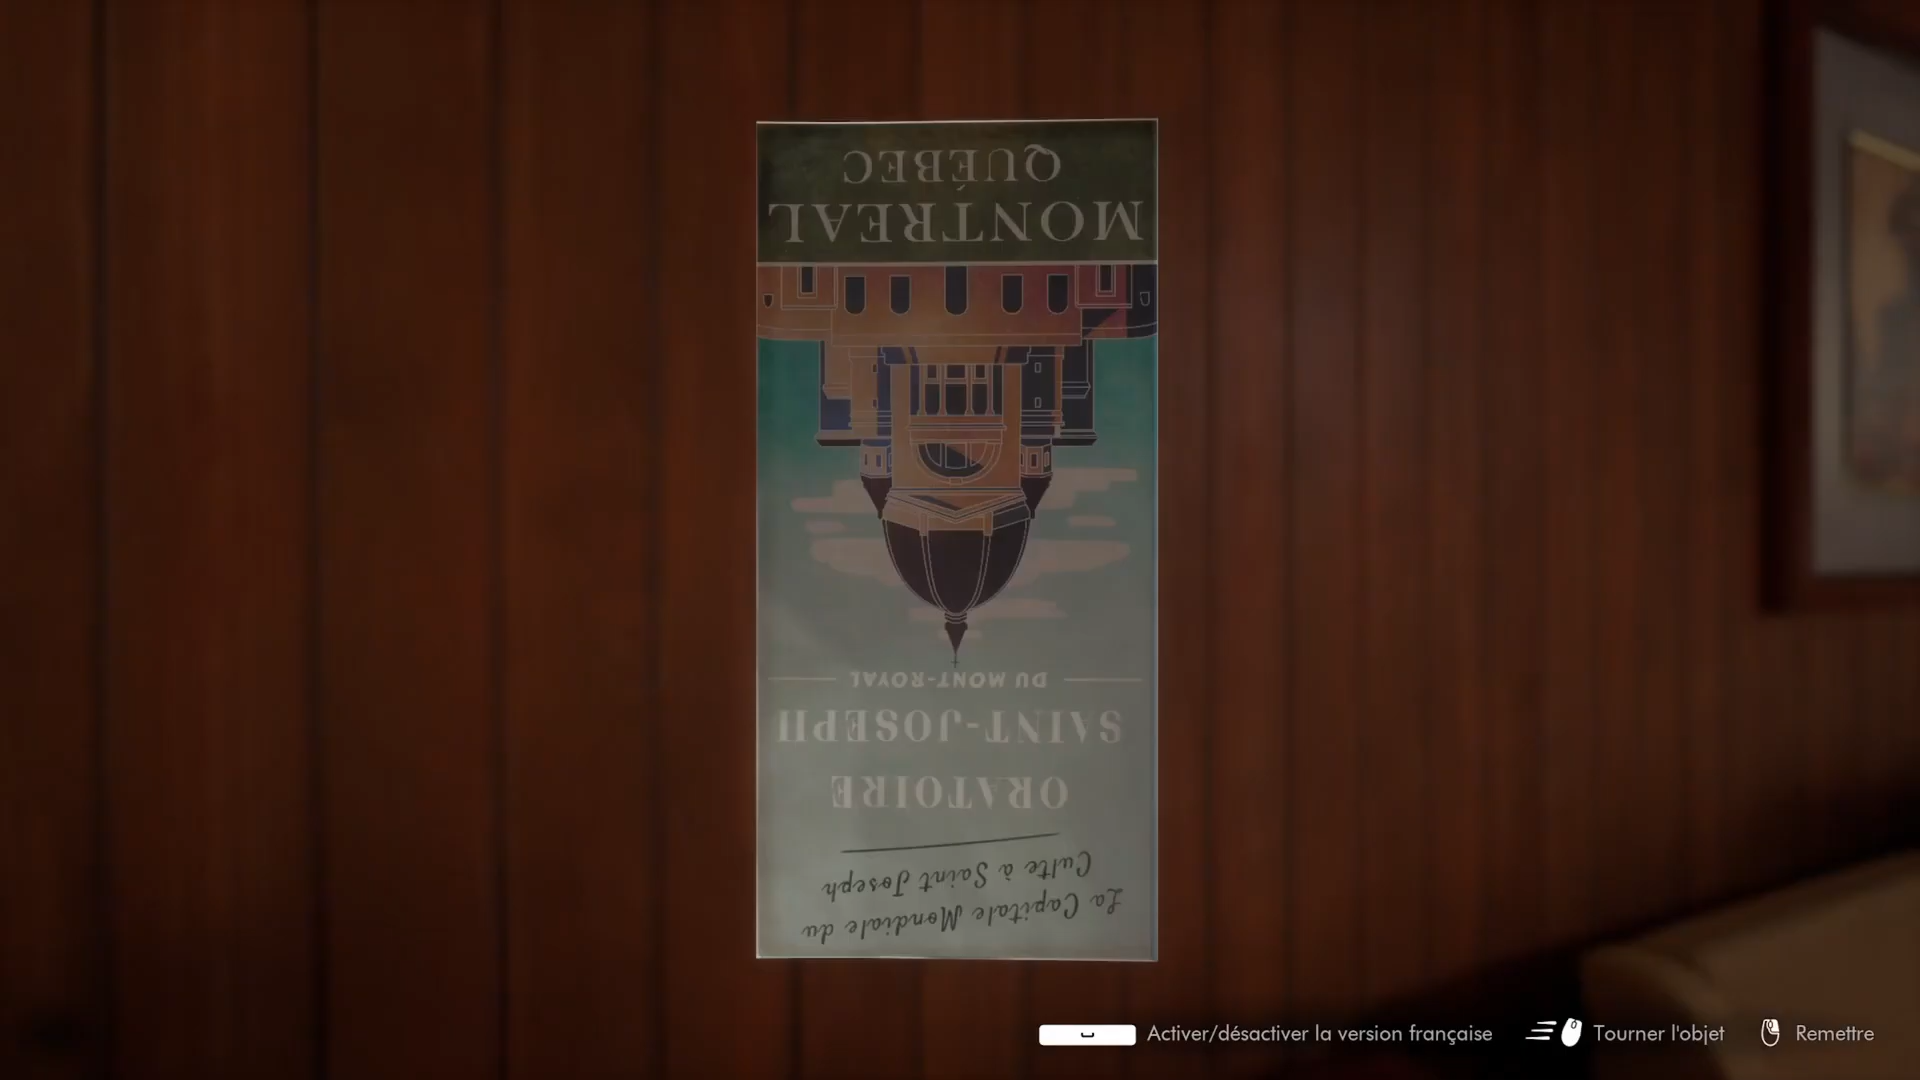 La Capitale Mondiale du
Culte à Saint Joseph
ORATOIRE
SAINT-JOSEPH
DU MONT-ROYAL
MONTREAL
QUÉBEC
Activer/désactiver la version française
Tourner l'objet
Remettre